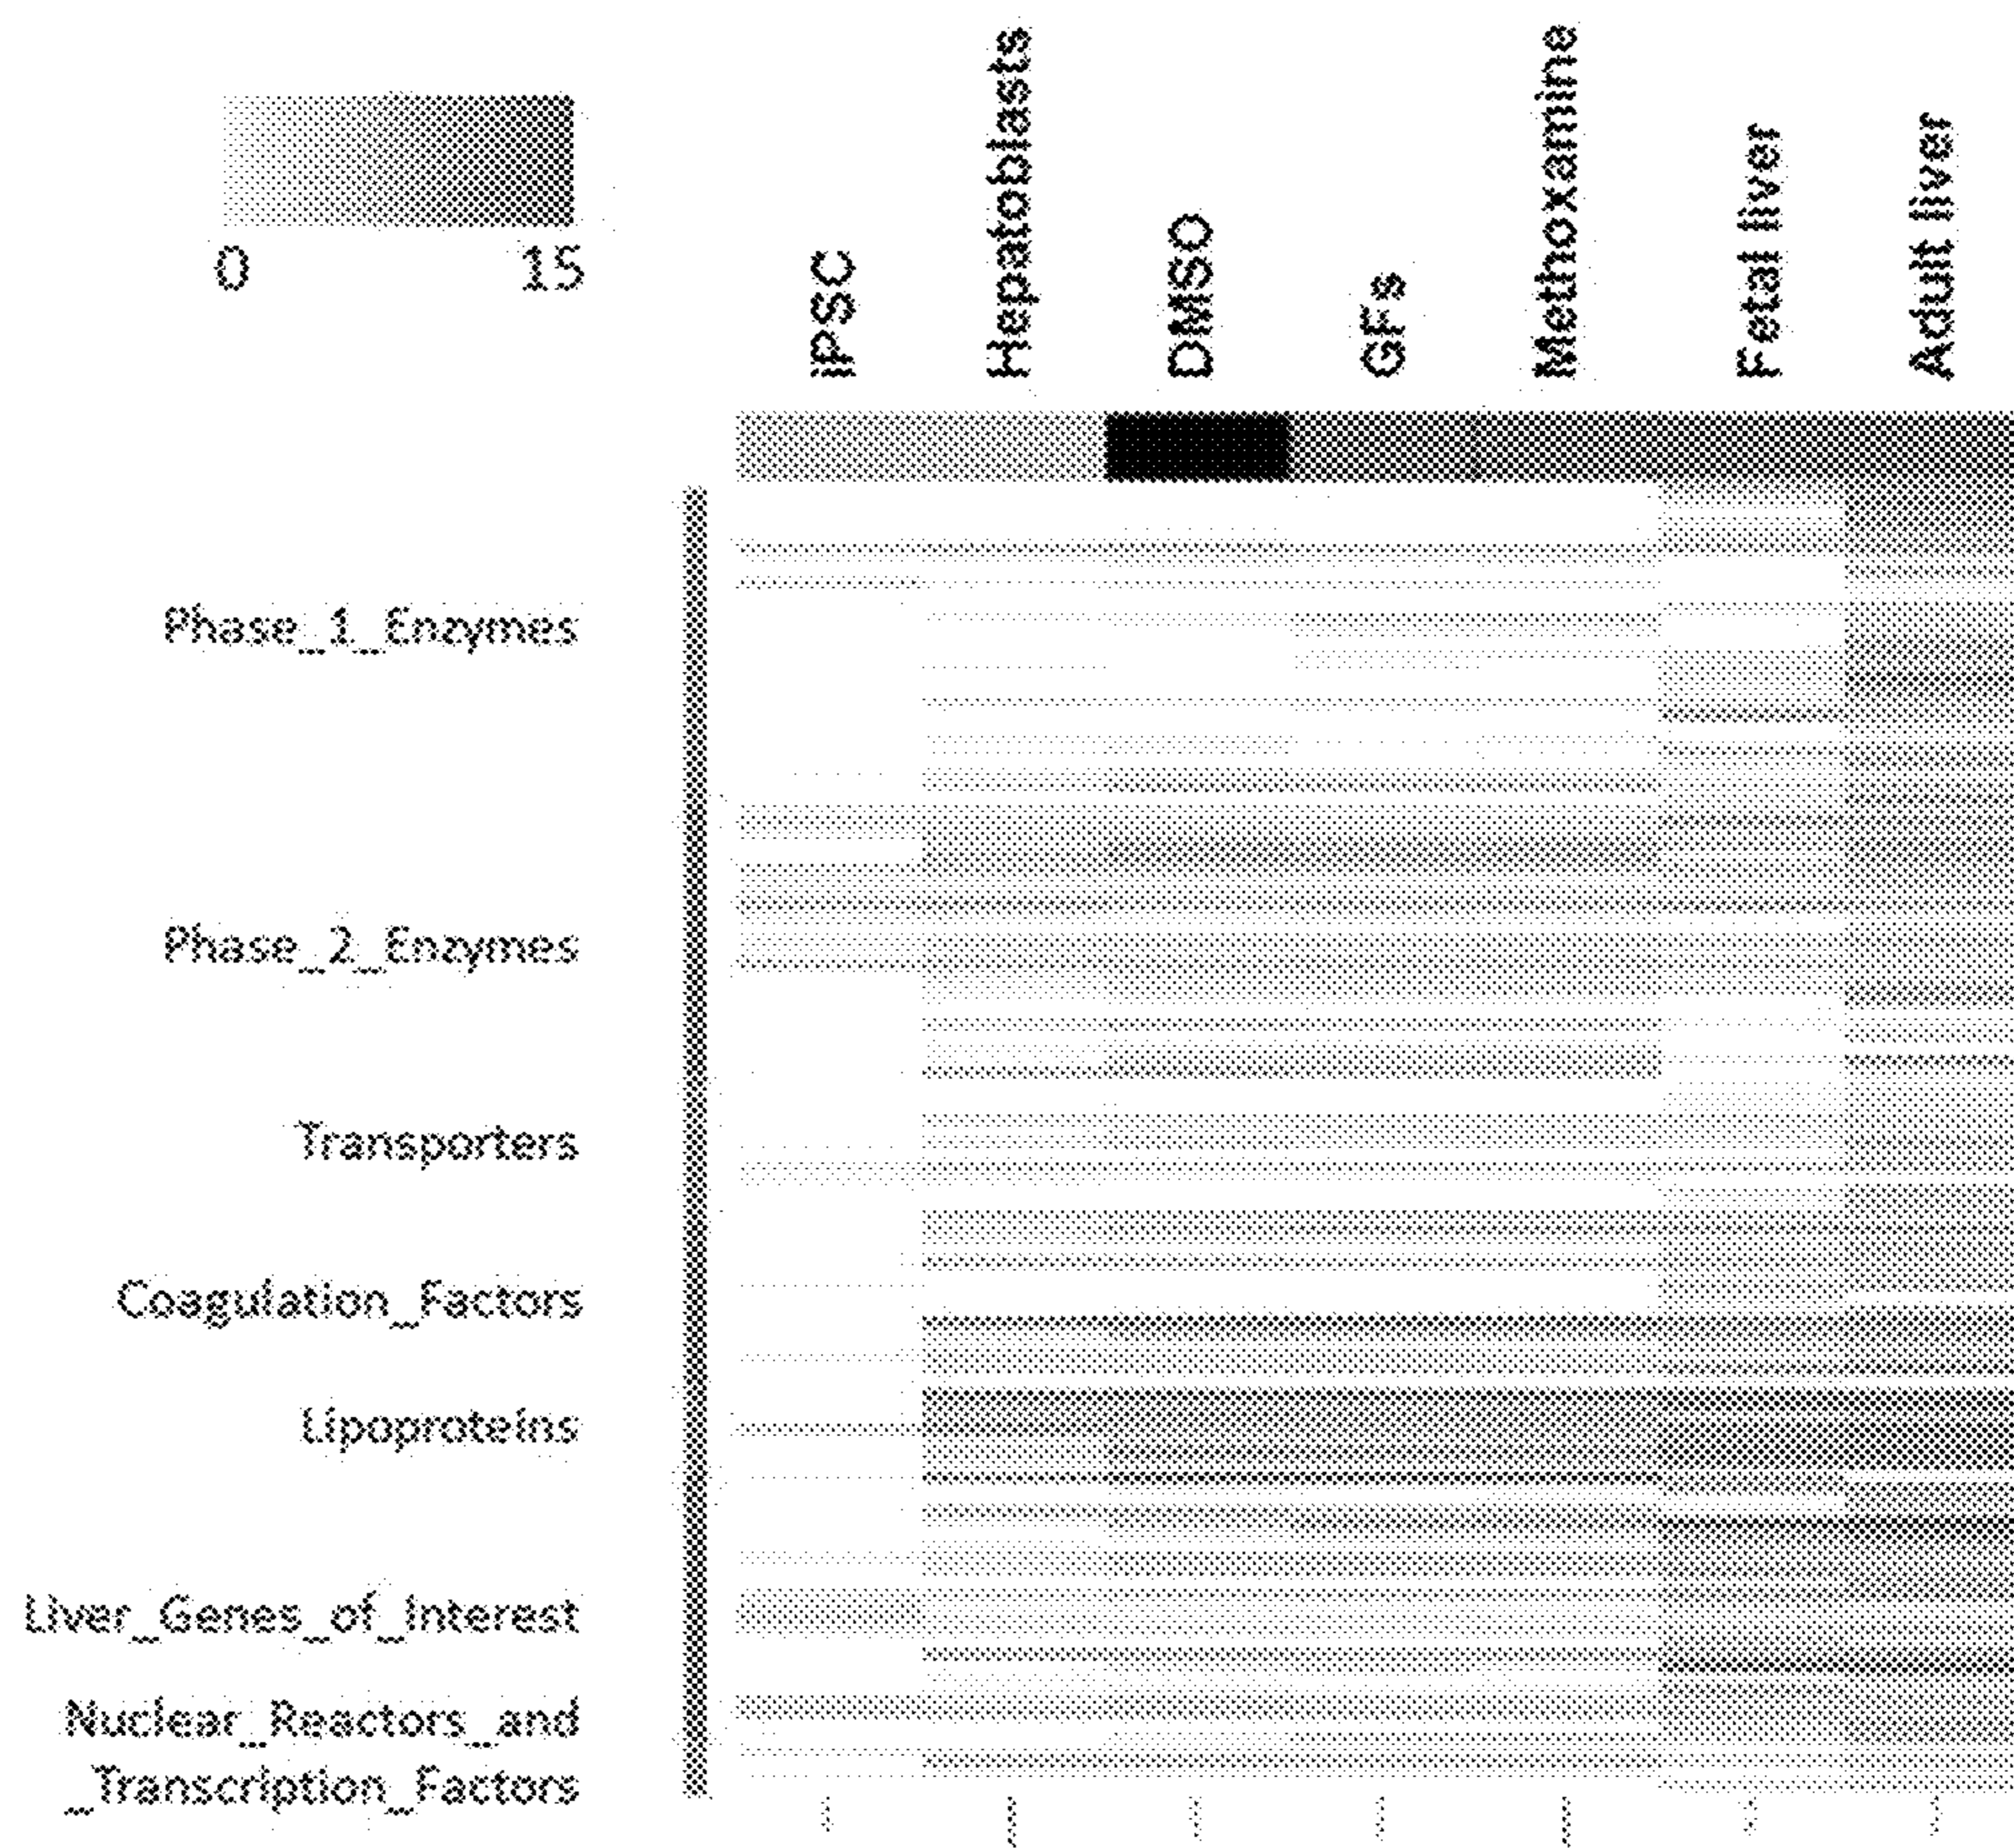 0 15
iPSC
Hepatoblasts
DMSO
GFs
Methoxamine
Fetal liver
Adult liver
Phase_1_Enzymes
Phase_2_Enzymes
Transporters
Coagulation_Factors
Lipoproteins
Liver_Genes_of_Interest
Nuclear_Reactors_and
_Transcription_Factors